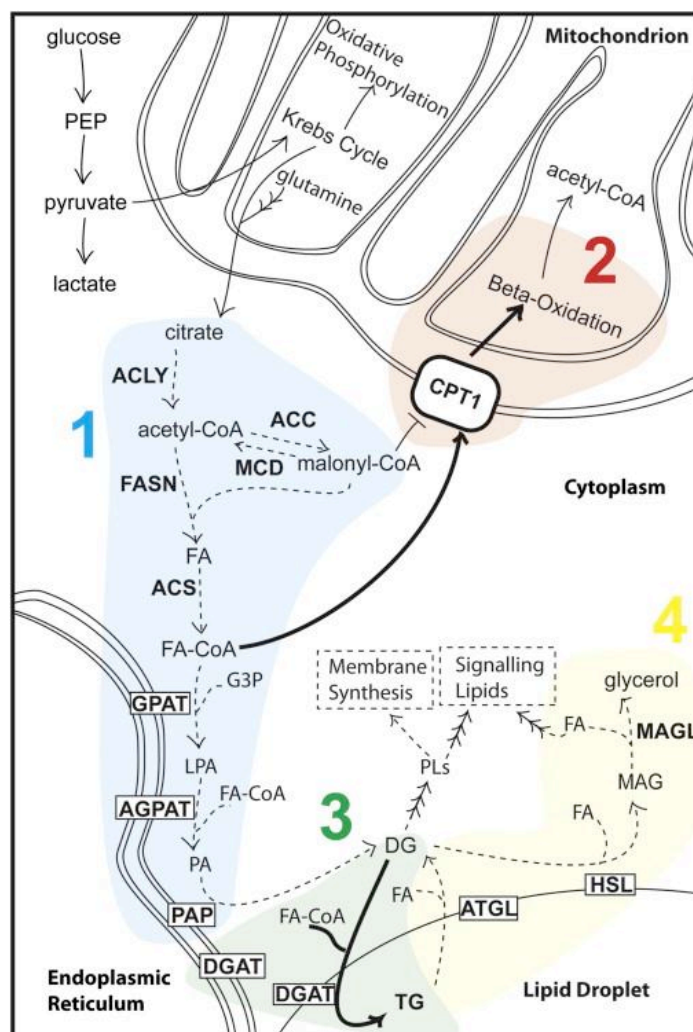 glucose
PEP
pyruvate
lactate
Oxidative
Phosphorylation
Krebs Cycle
glutamine
Mitochondrion
acetyl-CoA
2
Beta-Oxidation
CPT1
citrate
ACLY
1
acetyl-CoA
ACC
MCD
malonyl-CoA
FASN
Cytoplasm
FA
ACS
FA-CoA
GPAT
G3P
LPA
AGPAT
FA-CoA
PA
PAP
4
Membrane
Synthesis
Signalling
Lipids
glycerol
FA
MAGL
PLs
MAG
3
DG
FA
FA
HSL
ATGL
FA-CoA
DGAT
DGAT
TG
Endoplasmic
Reticulum
Lipid Droplet